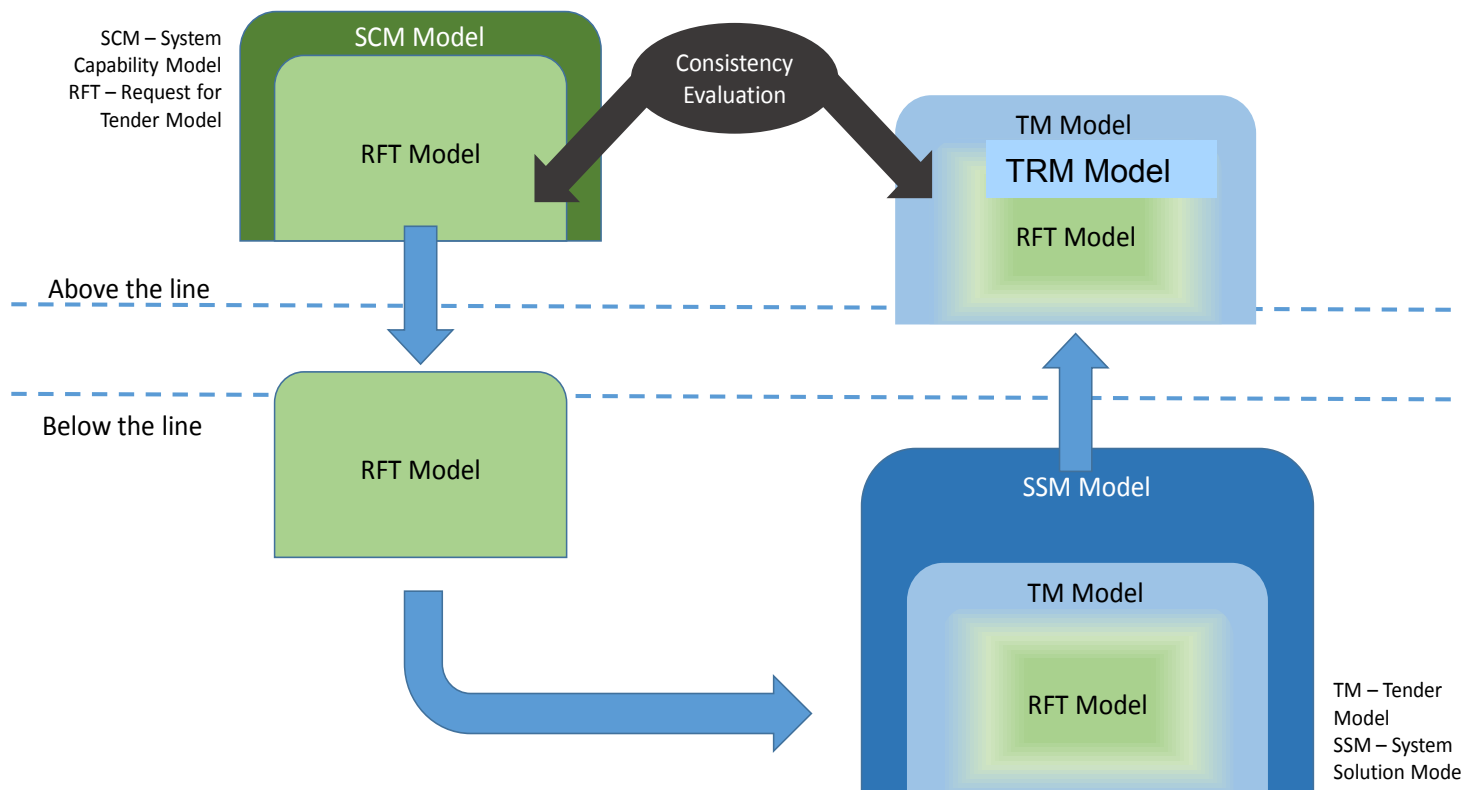 SCM – System
Capability Model
RFT – Request for
Tender Model
SCM Model
RFT Model
Consistency
Evaluation
TM Model
TRM Model
RFT Model
Above the line
Below the line
RFT Model
SSM Model
TM Model
RFT Model
TM – Tender
Model
SSM – System
Solution Mode